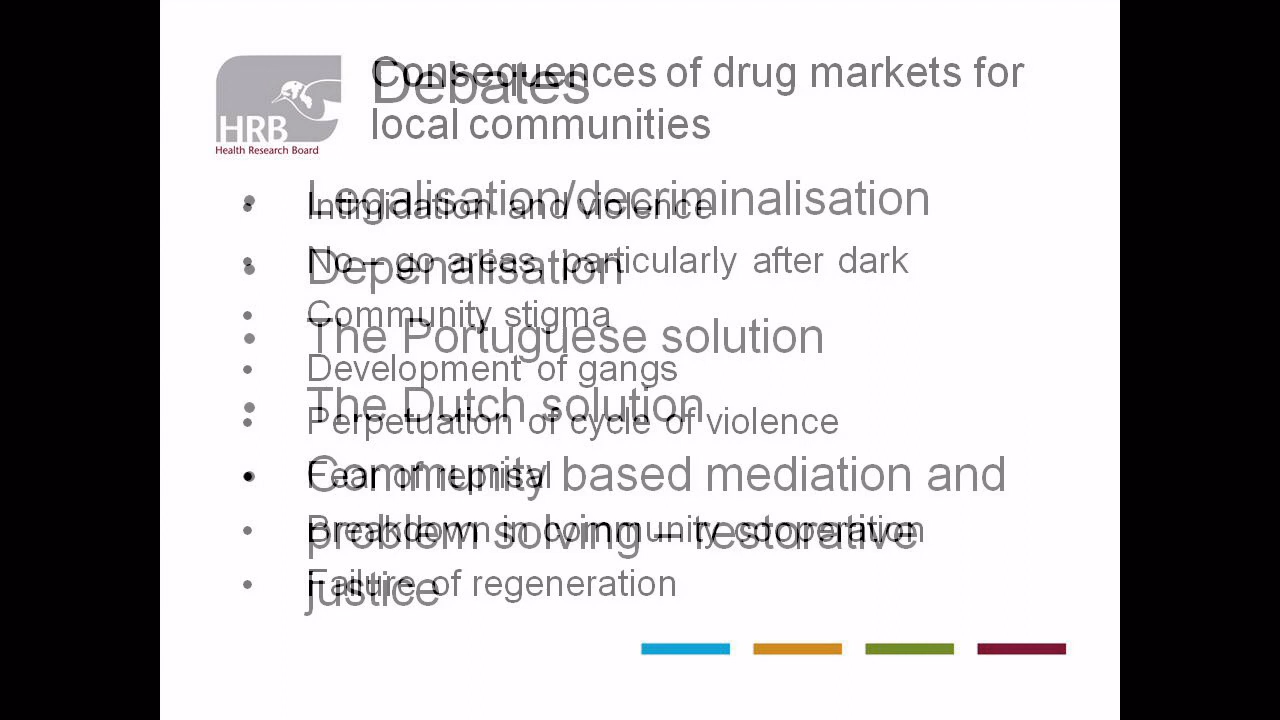 HRB
Health Research Board
Consequences of drug markets for
local communities
• Intimidation and violence
• No – go areas, particularly after dark
• Community stigma
• Development of gangs
• Perpetuation of cycle of violence
• Fear of reprisal
• Breakdown in community cooperation
• Failure of regeneration
Debates
• Legalisation/decriminalisation
• Depenalisation
• The Portuguese solution
• The Dutch solution
• Community based mediation and
problem solving – restorative
justice